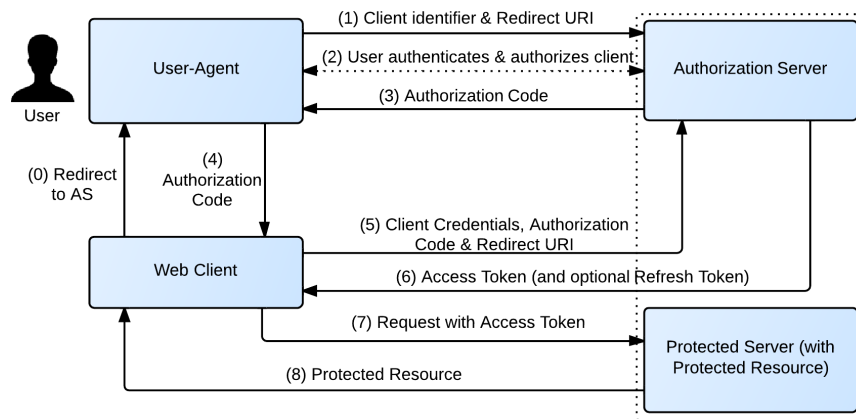 (1) Client identifier & Redirect URI
User-Agent
(2) User authenticates & authorizes client
Authorization Server
(3) Authorization Code
User
(0) Redirect
to AS
(4)
Authorization
Code
(5) Client Credentials, Authorization
Code & Redirect URI
Web Client
(6) Access Token (and optional Refresh Token)
(7) Request with Access Token
Protected Server (with
Protected Resource)
(8) Protected Resource